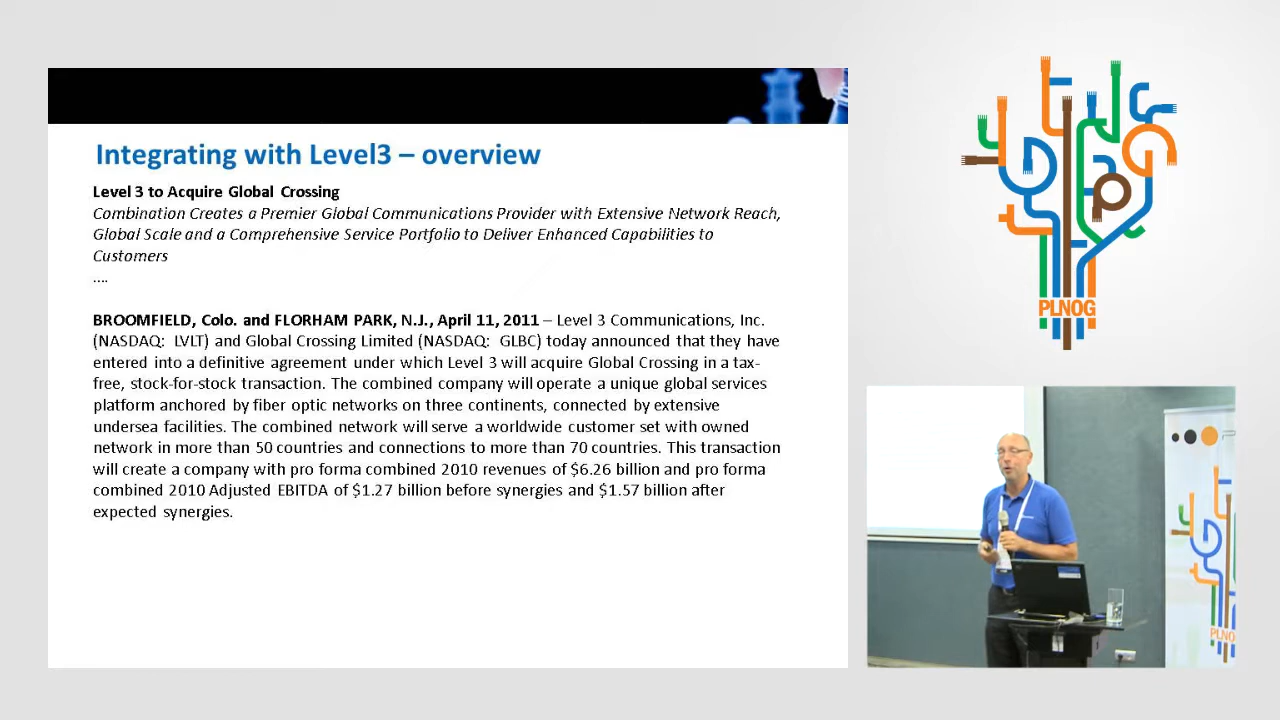 Integrating with Level3 – overview
Level 3 to Acquire Global Crossing
Combination Creates a Premier Global Communications Provider with Extensive Network Reach,
Global Scale and a Comprehensive Service Portfolio to Deliver Enhanced Capabilities to
Customers
....
BROOMFIELD, Colo. and FLORHAM PARK, N.J., April 11, 2011 – Level 3 Communications, Inc.
(NASDAQ: LVLT) and Global Crossing Limited (NASDAQ: GLBC) today announced that they have
entered into a definitive agreement under which Level 3 will acquire Global Crossing in a tax-
free, stock-for-stock transaction. The combined company will operate a unique global services
platform anchored by fiber optic networks on three continents, connected by extensive
undersea facilities. The combined network will serve a worldwide customer set with owned
network in more than 50 countries and connections to more than 70 countries. This transaction
will create a company with pro forma combined 2010 revenues of $6.26 billion and pro forma
combined 2010 Adjusted EBITDA of $1.27 billion before synergies and $1.57 billion after
expected synergies.
PLNOG
PLNO